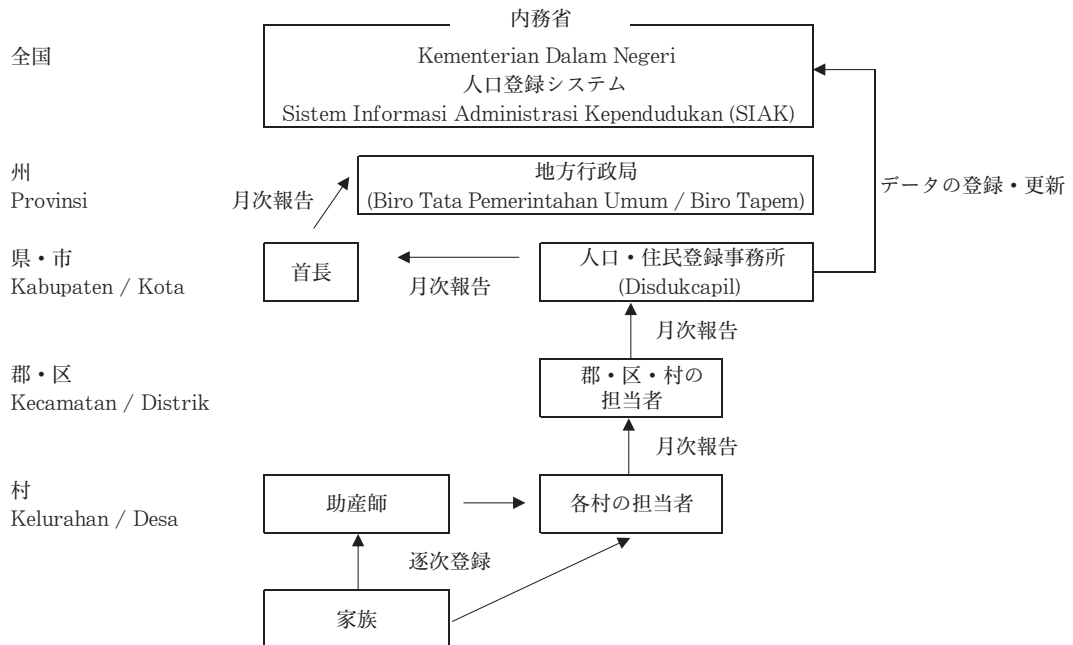 内務省
全国
Kementerian Dalam Negeri
人口登録システム
Sistem Informasi Administrasi Kependudukan (SIAK)
州
Provinsi
月次報告
地方行政局
(Biro Tata Pemerintahan Umum / Biro Tapem)
データの登録・更新
県・市
Kabupaten / Kota
首長
月次報告
人口・住民登録事務所
(Disdukcapil)
月次報告
郡・区
Kecamatan / Distrik
郡・区・村の
担当者
月次報告
村
Kelurahan / Desa
助産師
各村の担当者
逐次登録
家族